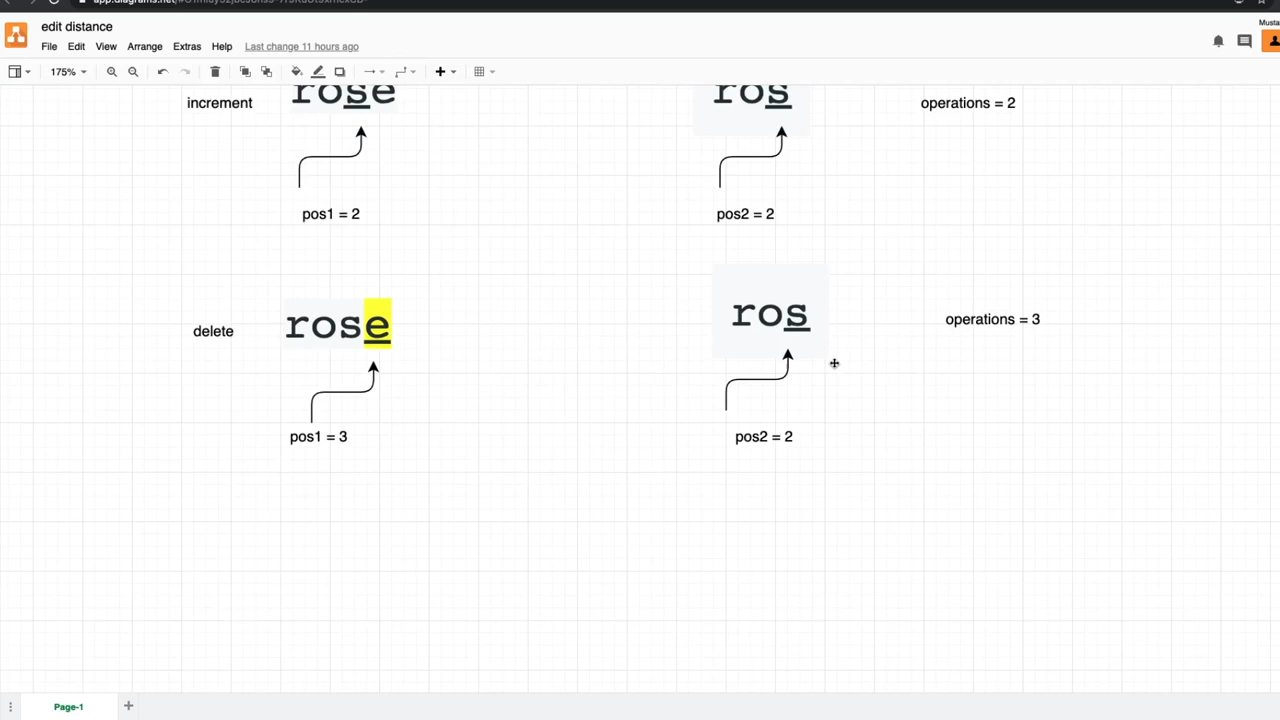 edit distance
File Edit View Arrange Extras Help Last change 11 hours ago
175%
increment rose ros operations = 2
pos1 = 2 pos2 = 2
delete rose ros operations = 3
pos1 = 3 pos2 = 2
Page-1